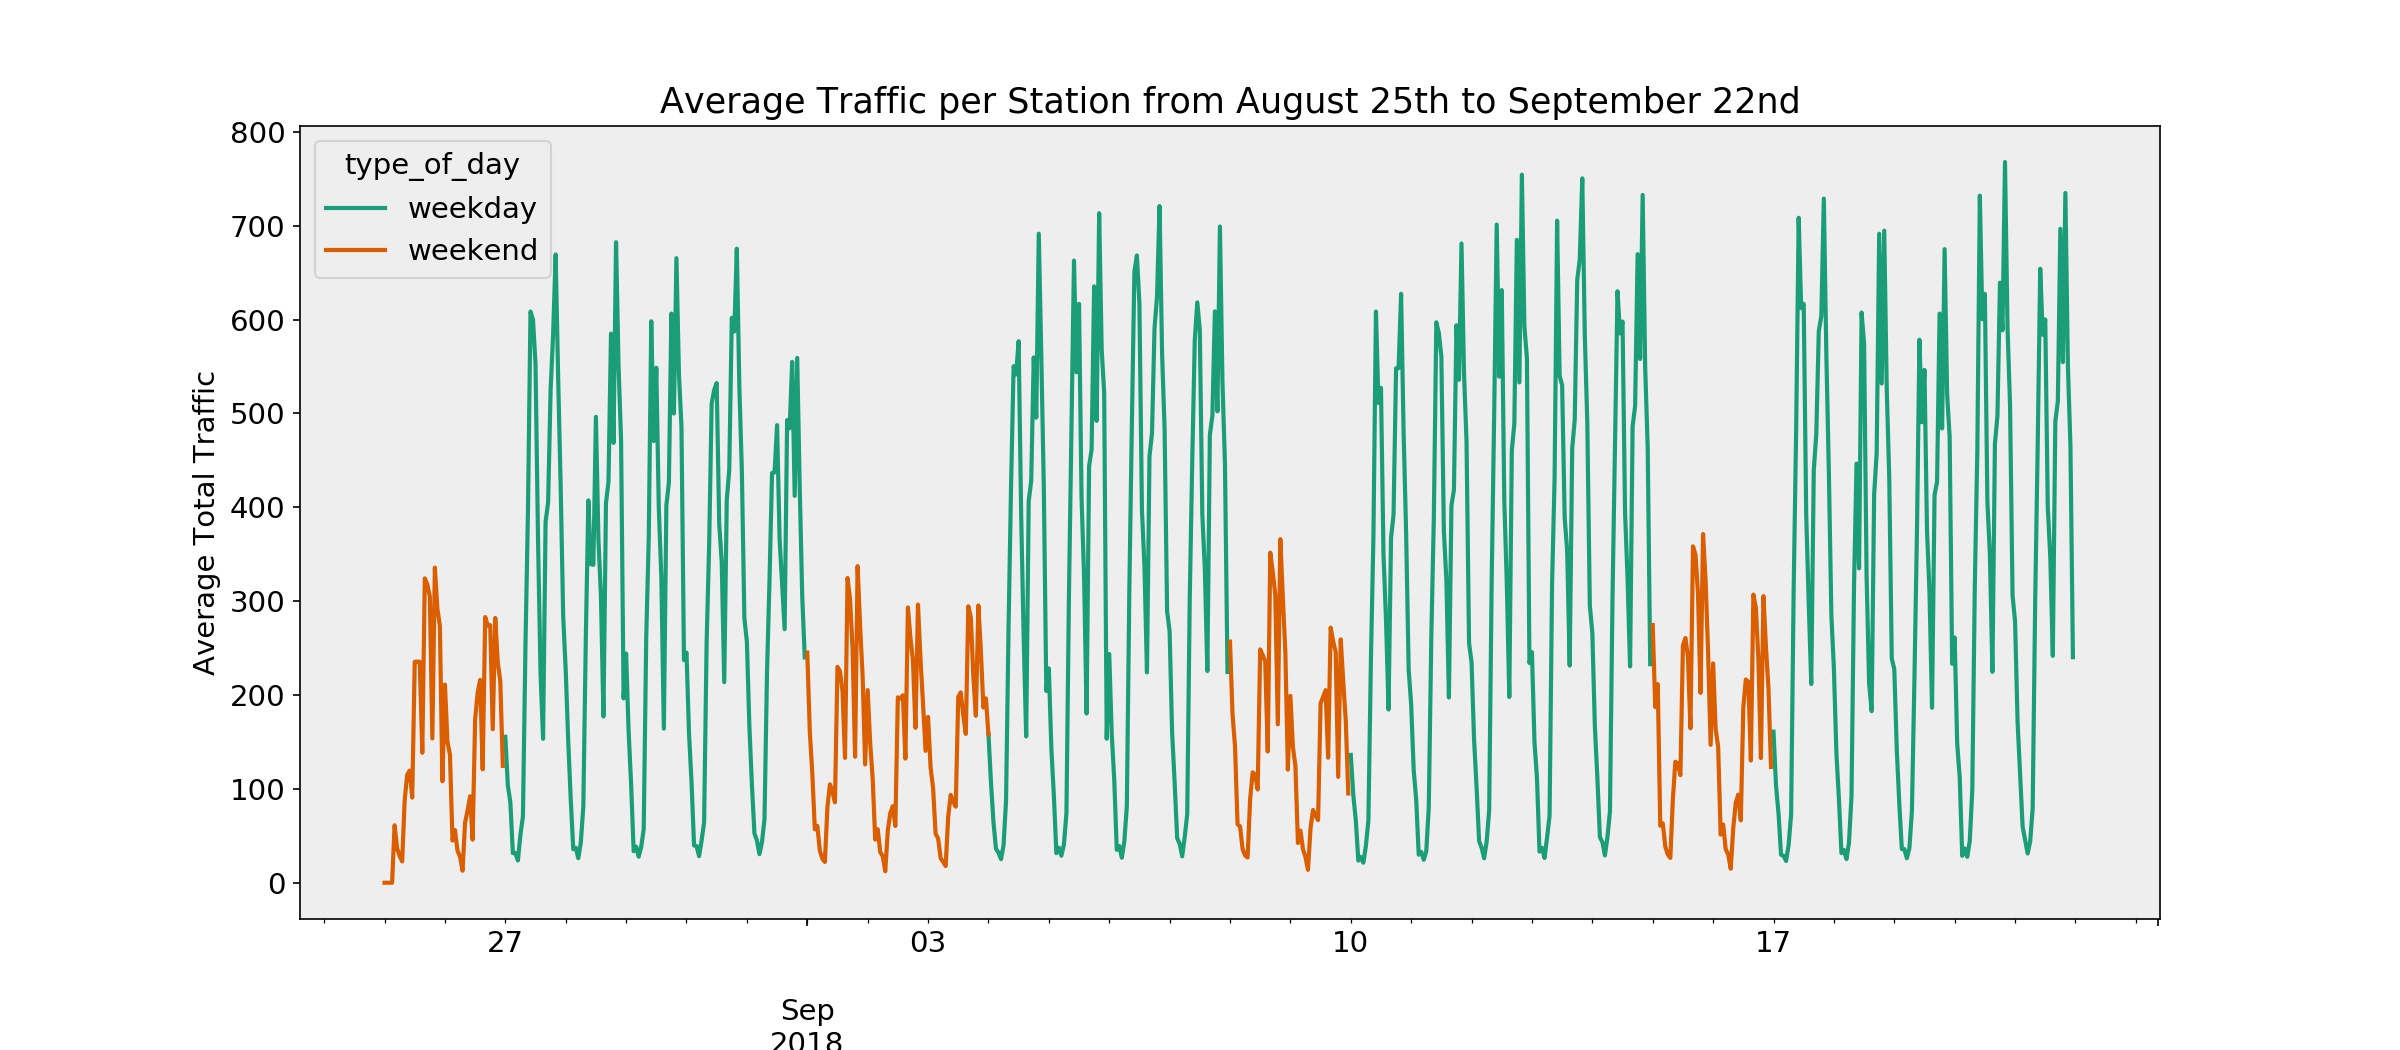 Average Traffic per Station from August 25th to September 22nd
800
700
600
500
400
300
200
100
0
Average Total Traffic
type_of_day
weekday
weekend
27
03
10
17
Sep
2018